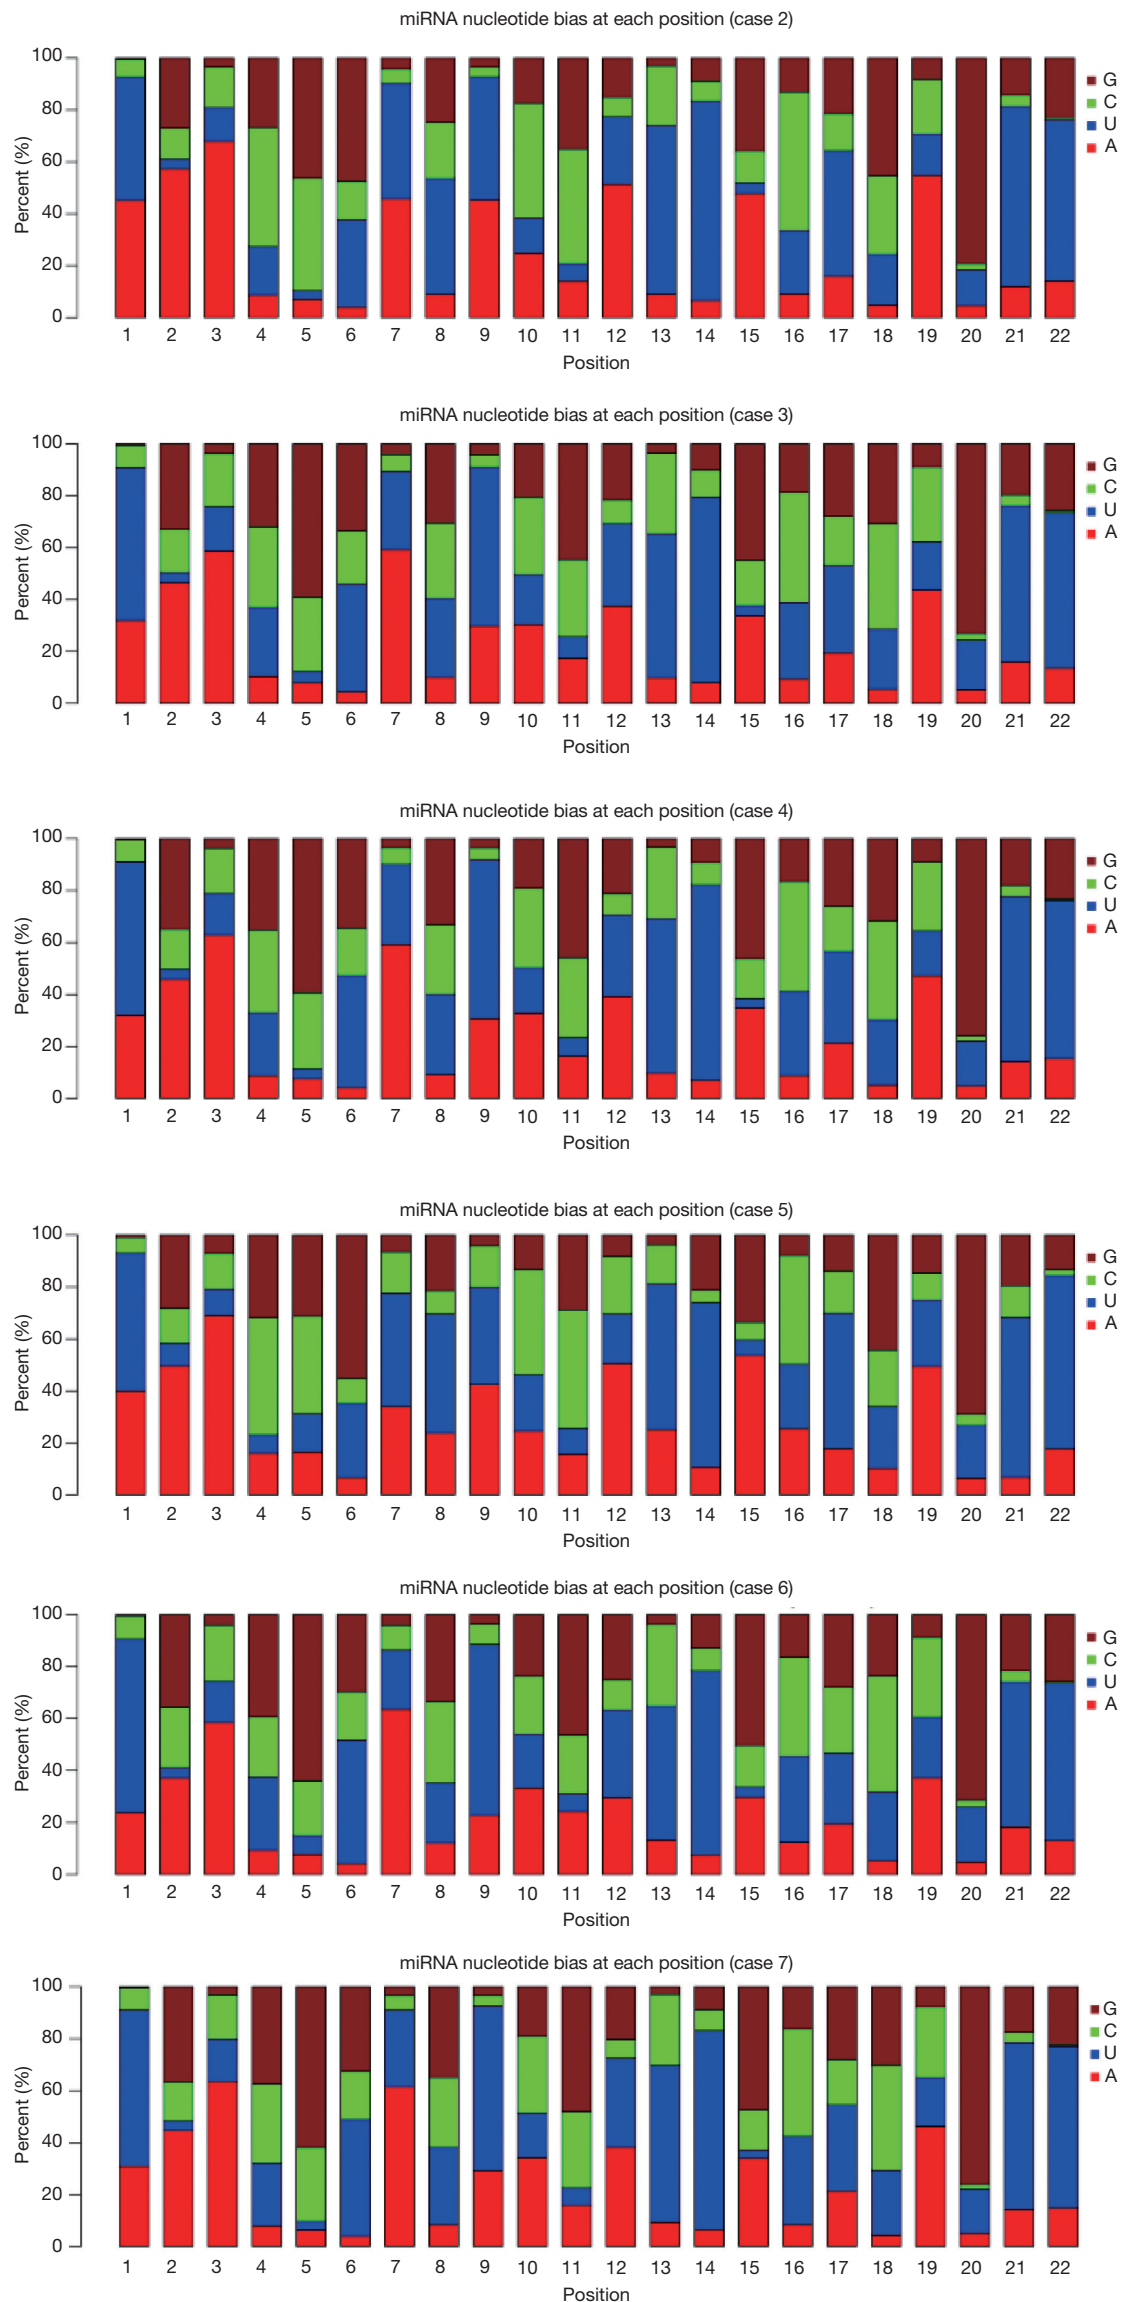 miRNA nucleotide bias at each position (case 2)
100
80
60
40
20
0
Percent (%)
G
C
U
A
1 2 3 4 5 6 7 8 9 10 11 12 13 14 15 16 17 18 19 20 21 22
Position
miRNA nucleotide bias at each position (case 3)
100
80
60
40
20
0
Percent (%)
G
C
U
A
1 2 3 4 5 6 7 8 9 10 11 12 13 14 15 16 17 18 19 20 21 22
Position
miRNA nucleotide bias at each position (case 4)
100
80
60
40
20
0
Percent (%)
G
C
U
A
1 2 3 4 5 6 7 8 9 10 11 12 13 14 15 16 17 18 19 20 21 22
Position
miRNA nucleotide bias at each position (case 5)
100
80
60
40
20
0
Percent (%)
G
C
U
A
1 2 3 4 5 6 7 8 9 10 11 12 13 14 15 16 17 18 19 20 21 22
Position
miRNA nucleotide bias at each position (case 6)
100
80
60
40
20
0
Percent (%)
G
C
U
A
1 2 3 4 5 6 7 8 9 10 11 12 13 14 15 16 17 18 19 20 21 22
Position
miRNA nucleotide bias at each position (case 7)
100
80
60
40
20
0
Percent (%)
G
C
U
A
1 2 3 4 5 6 7 8 9 10 11 12 13 14 15 16 17 18 19 20 21 22
Position